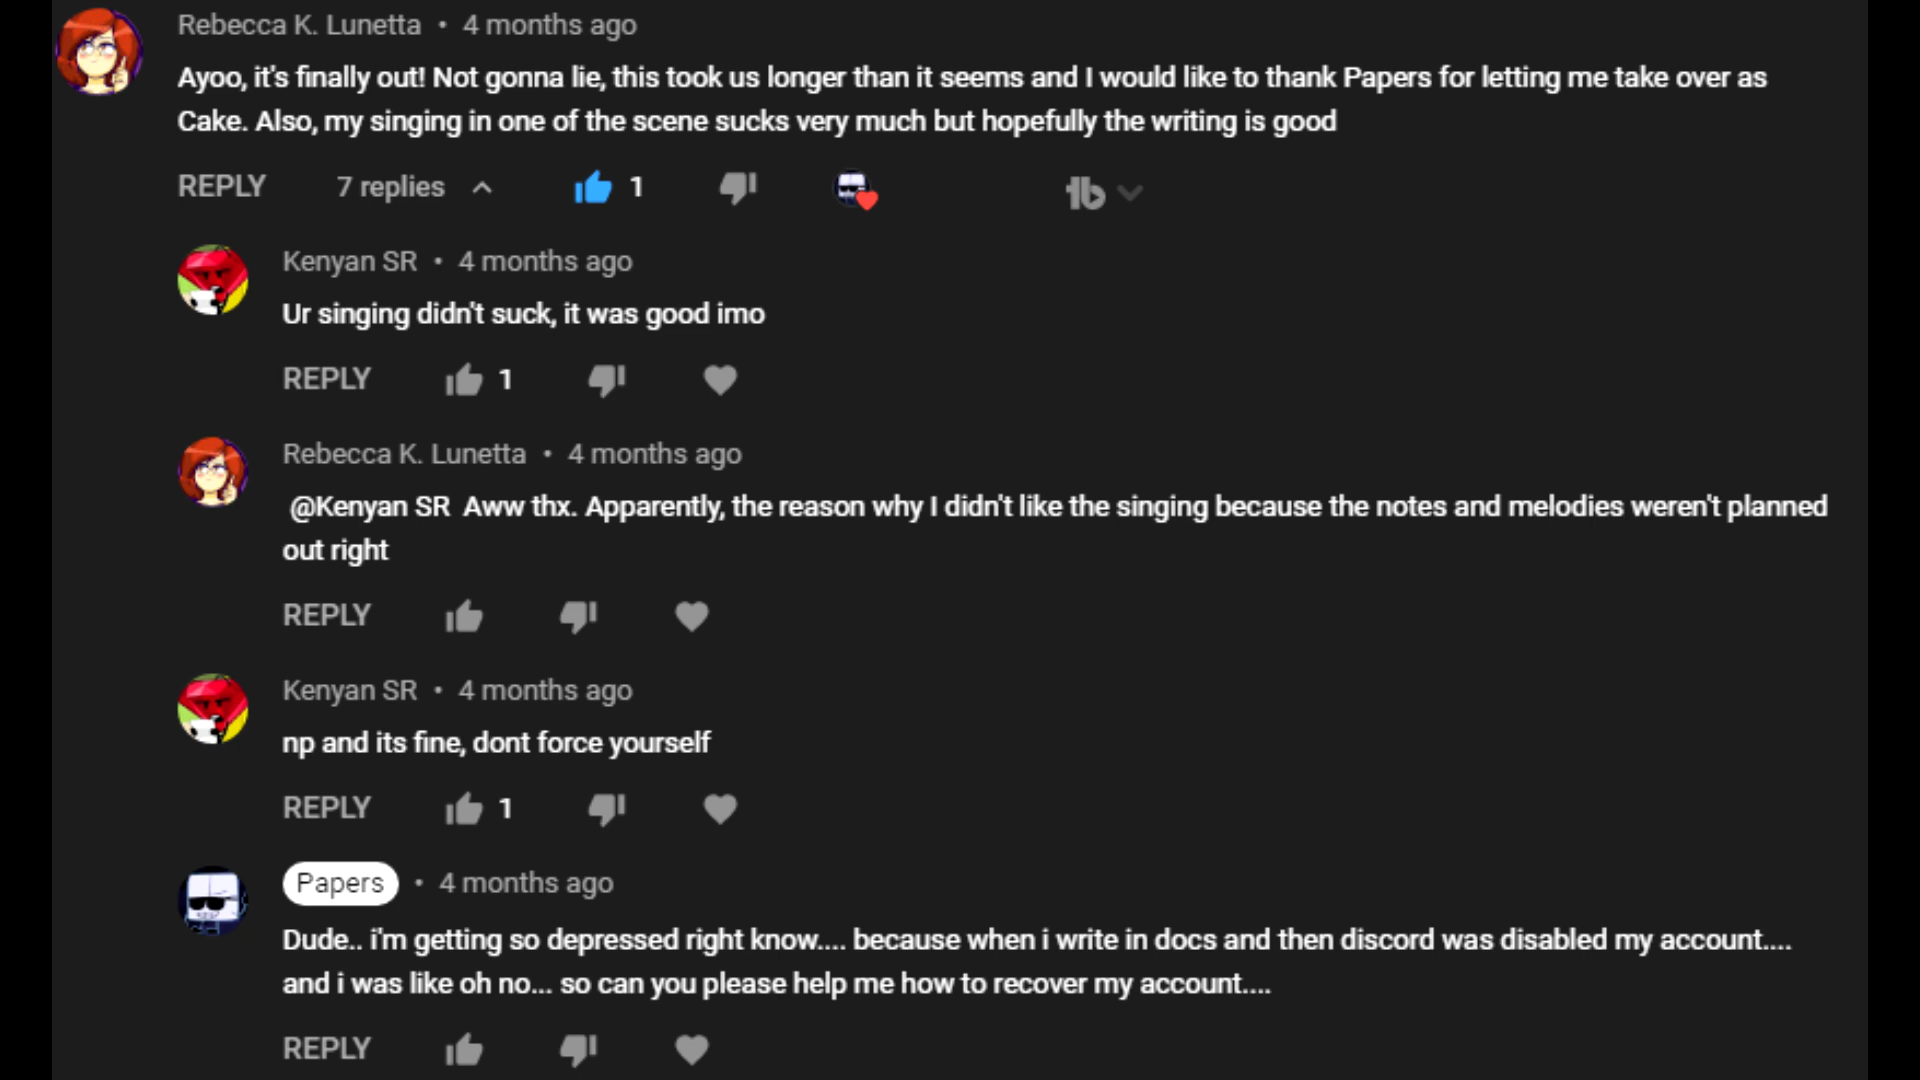 Rebecca K. Lunetta • 4 months ago
Ayoo, it's finally out! Not gonna lie, this took us longer than it seems and I would like to thank Papers for letting me take over as
Cake. Also, my singing in one of the scene sucks very much but hopefully the writing is good
REPLY 7 replies 1
Kenyan SR • 4 months ago
Ur singing didn't suck, it was good imo
REPLY 1
Rebecca K. Lunetta • 4 months ago
@Kenyan SR Aww thx. Apparently, the reason why I didn't like the singing because the notes and melodies weren't planned
out right
REPLY
Kenyan SR • 4 months ago
np and its fine, dont force yourself
REPLY 1
Papers • 4 months ago
Dude.. i'm getting so depressed right know.... because when i write in docs and then discord was disabled my account....
and i was like oh no... so can you please help me how to recover my account....
REPLY